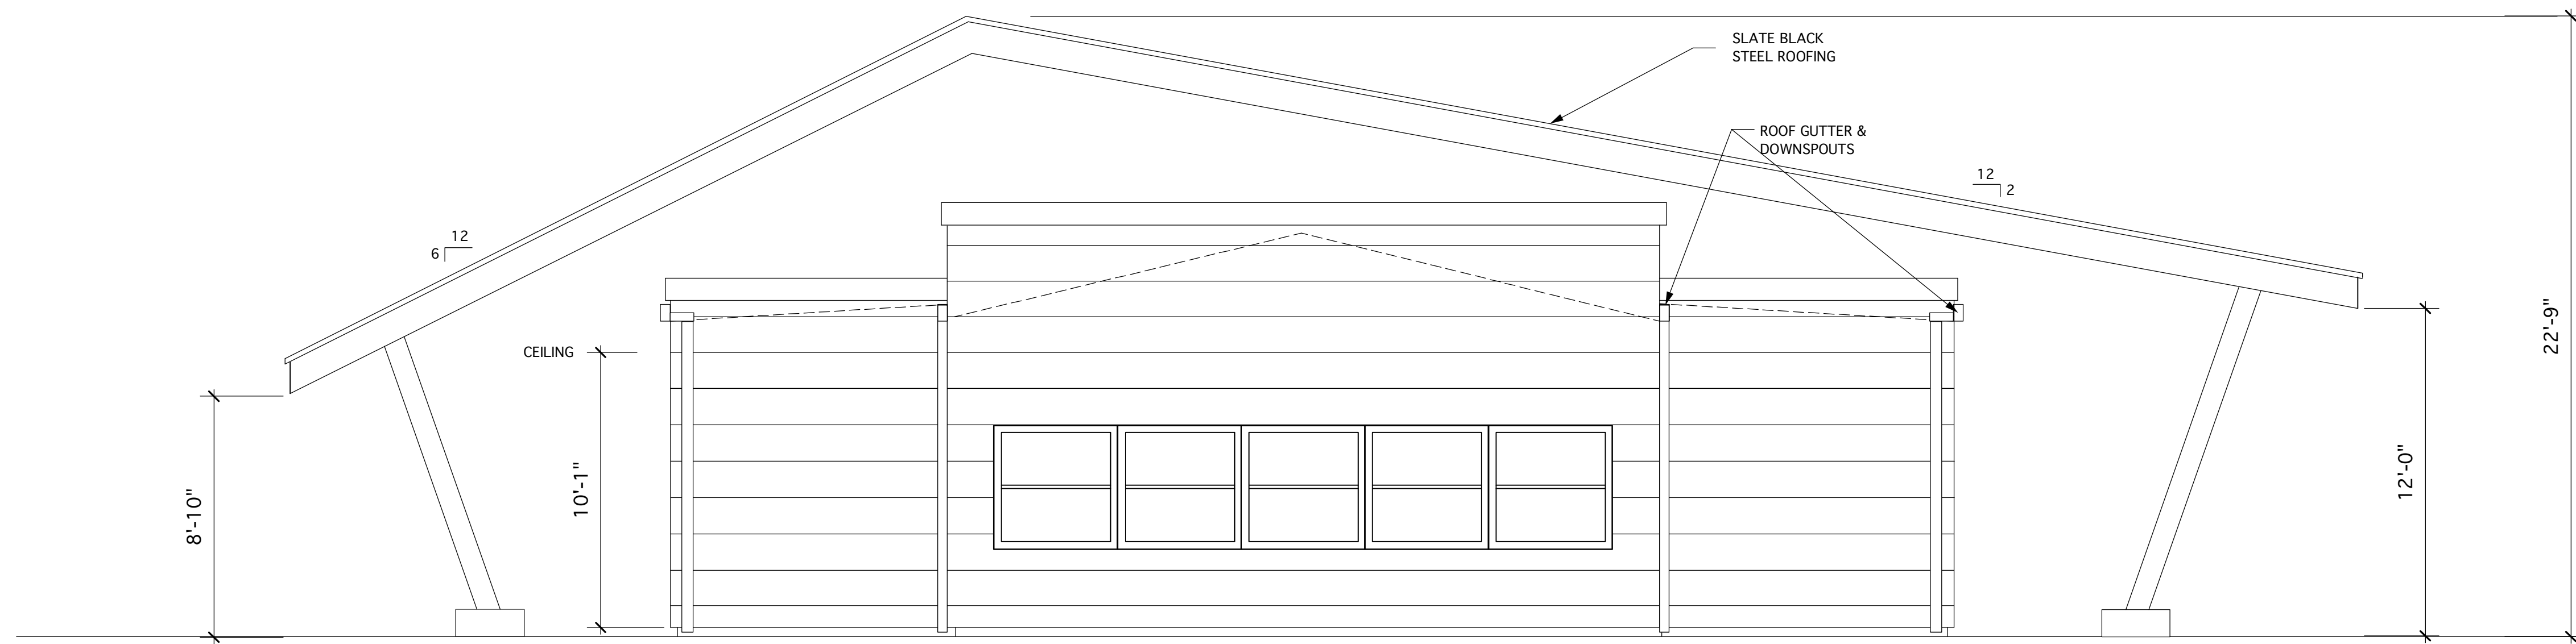 SLATE BLACK
STEEL ROOFING
ROOF GUTTER &
DOWNSPOUTS
12
2
12
6
CEILING
22'-9"
10'-1"
12'-0"
8'-10"